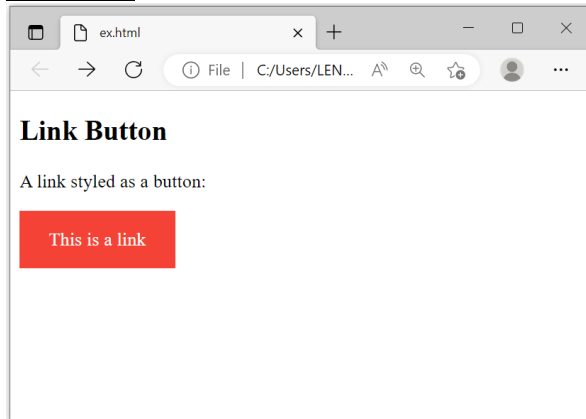 ex.html
File | C:/Users/LEN...
Link Button
A link styled as a button:
This is a link